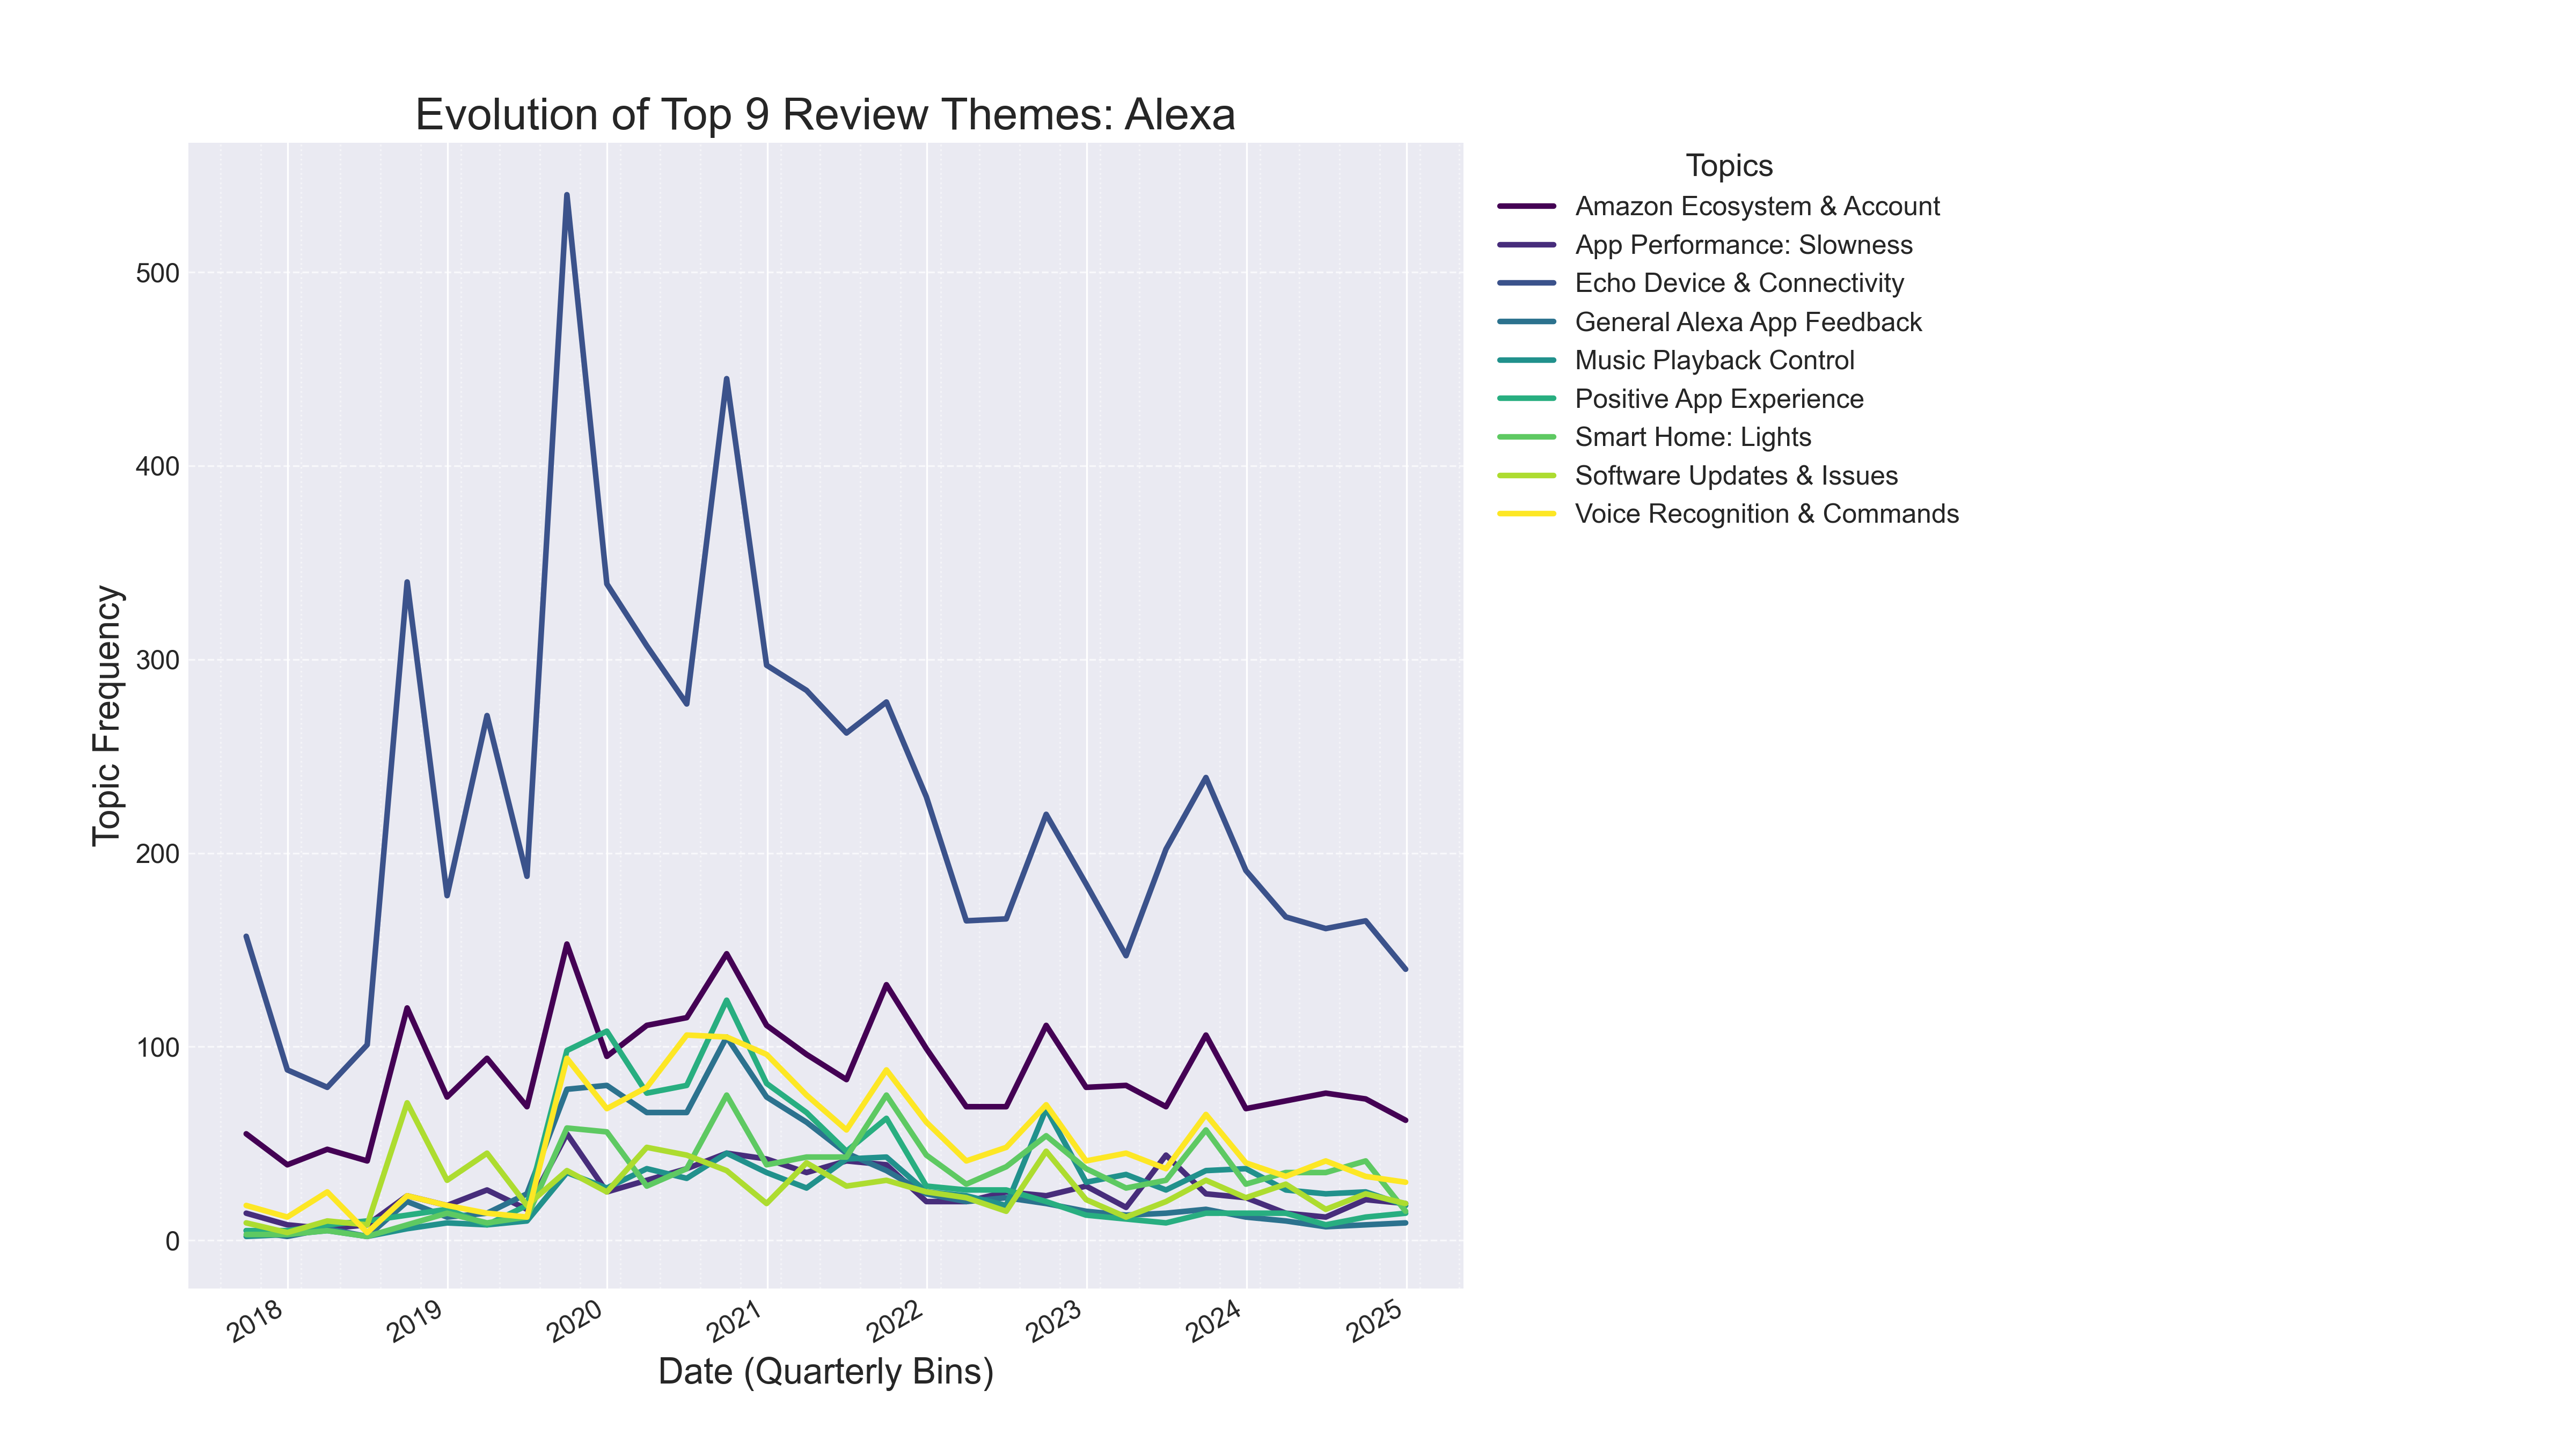 Evolution of Top 9 Review Themes: Alexa
Topics
Amazon Ecosystem & Account
App Performance: Slowness
Echo Device & Connectivity
General Alexa App Feedback
Music Playback Control
Positive App Experience
Smart Home: Lights
Software Updates & Issues
Voice Recognition & Commands
Topic Frequency
500
400
300
200
100
0
2018
2019
2020
2021
2022
2023
2024
2025
Date (Quarterly Bins)